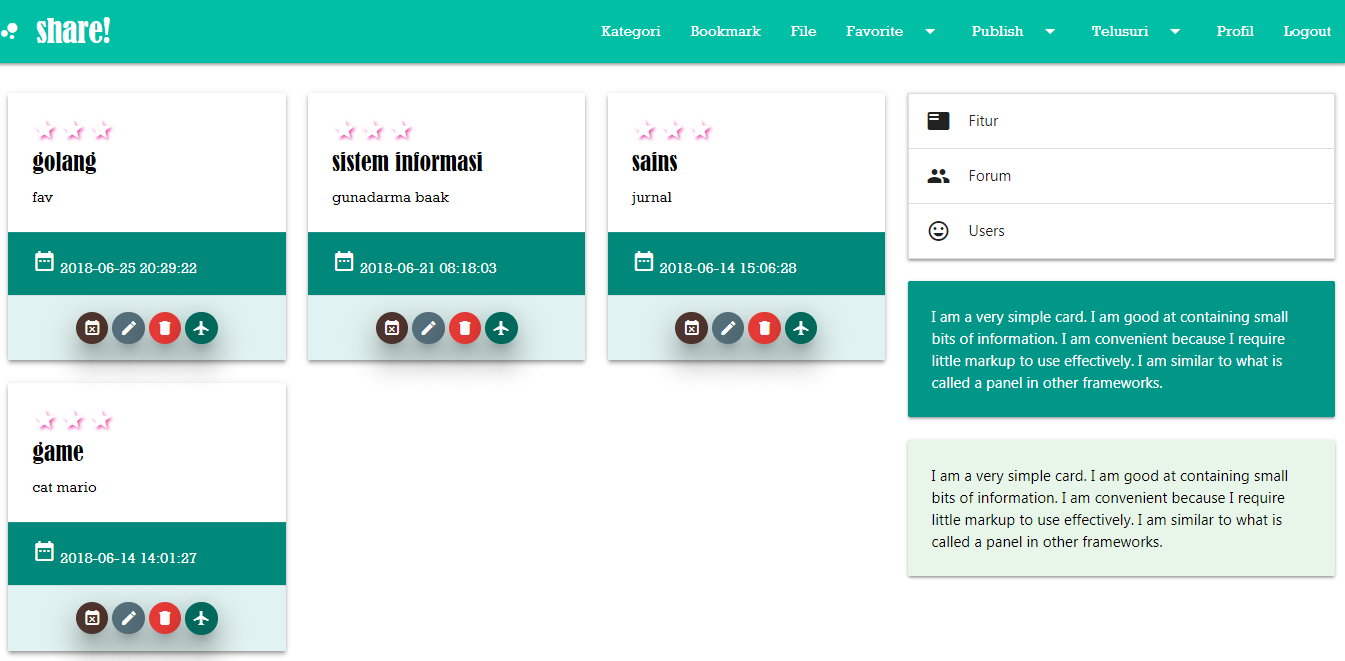 share!
Kategori Bookmark File Favorite Publish Telusuri Profil Logout
golang
fav
2018-06-25 20:29:22
sistem informasi
gunadarma baak
2018-06-21 08:18:03
sains
jurnal
2018-06-14 15:06:28
game
cat mario
2018-06-14 14:01:27
Fitur
Forum
Users
I am a very simple card. I am good at containing small
bits of information. I am convenient because I require
little markup to use effectively. I am similar to what is
called a panel in other frameworks.
I am a very simple card. I am good at containing small
bits of information. I am convenient because I require
little markup to use effectively. I am similar to what is
called a panel in other frameworks.